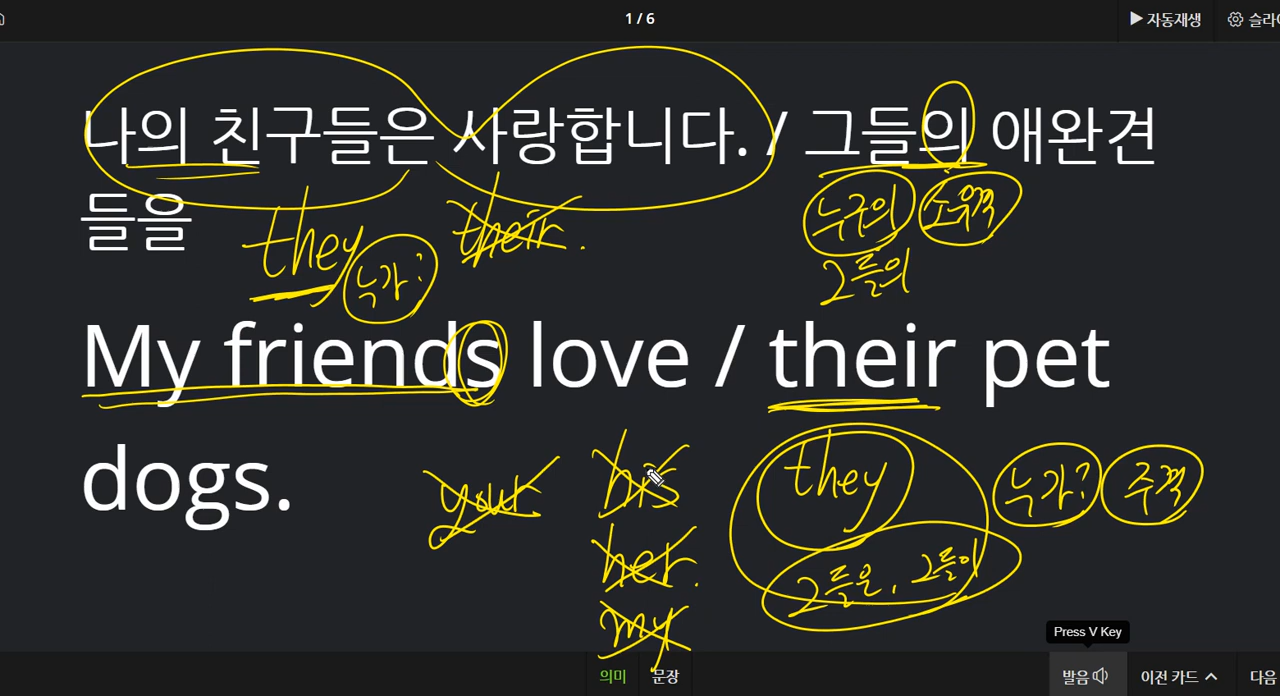 1 / 6
▶ 자동재생
슬라이
나의 친구들은 사랑합니다. / 그들의 애완견
들을
they 누가? their.
누구의 소유격
그들의
My friends love / their pet
dogs.
your his they 누가? 주격
her.
그들은, 그들이
my
Press V Key
의미 문장 발음 이전 카드 다음